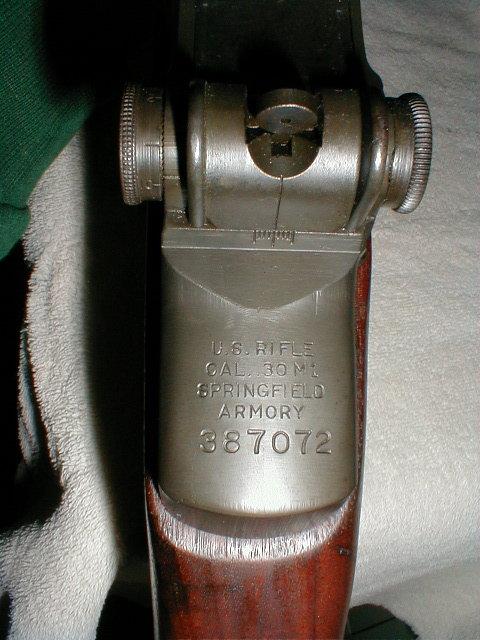 U.S. RIFLE
CAL. .30 M1
SPRINGFIELD
ARMORY
387072